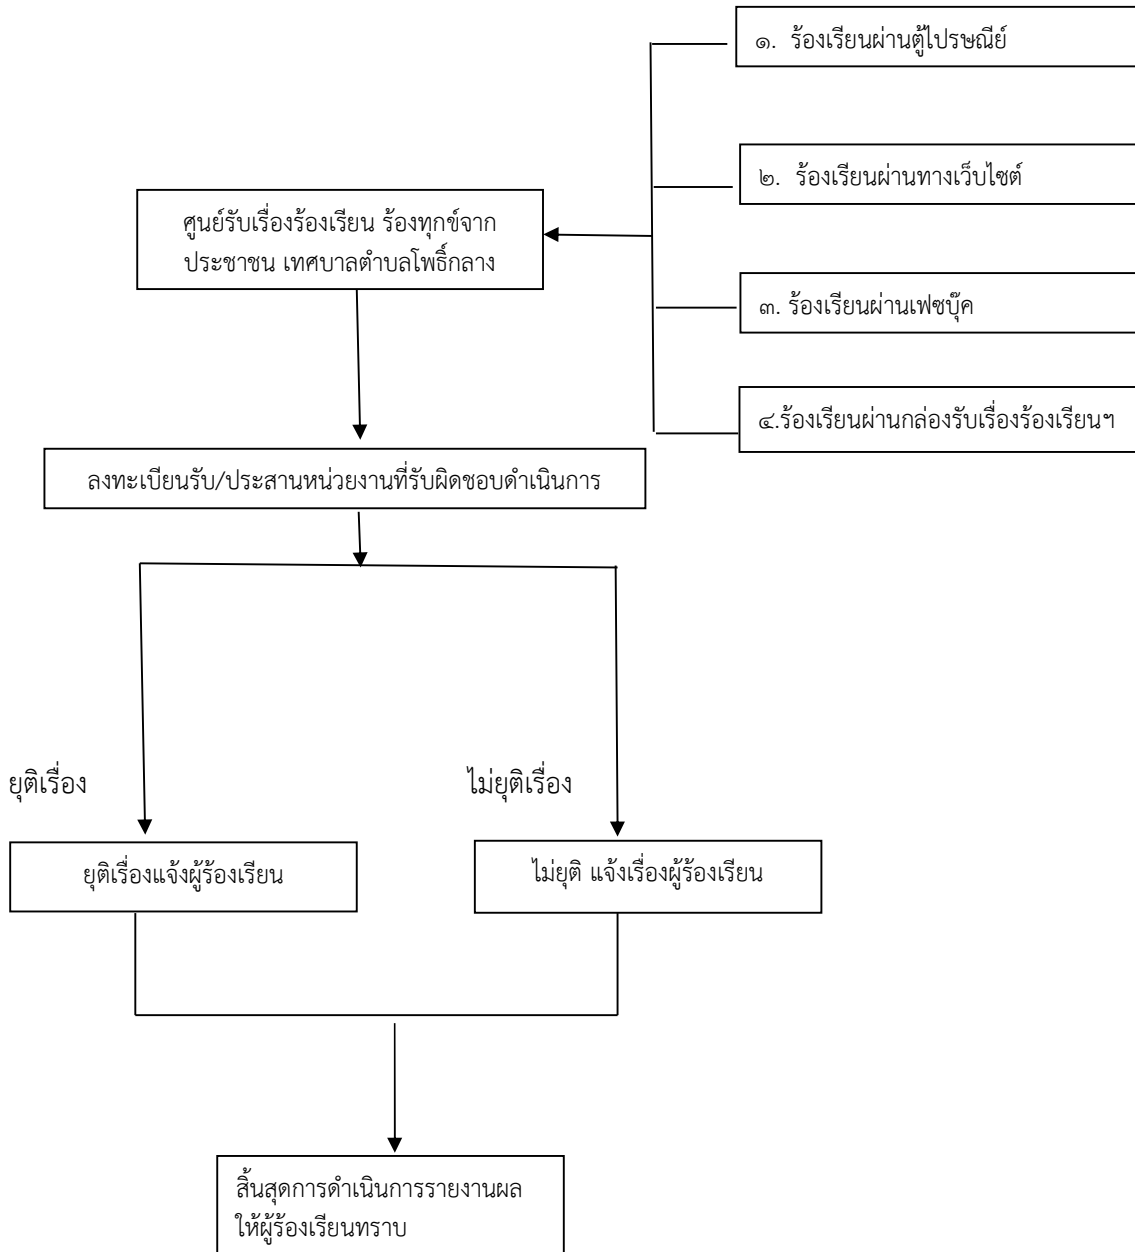 ๑.  ร้องเรียนผ่านตู้ไปรษณีย์
๒.  ร้องเรียนผ่านทางเว็บไซต์
ศูนย์รับเรื่องร้องเรียน ร้องทุกข์จาก
ประชาชน เทศบาลตำบลโพธิ์กลาง
๓. ร้องเรียนผ่านเฟซบุ๊ค
๔.ร้องเรียนผ่านกล่องรับเรื่องร้องเรียนฯ
ลงทะเบียนรับ/ประสานหน่วยงานที่รับผิดชอบดำเนินการ
ยุติเรื่อง
ไม่ยุติเรื่อง
ยุติเรื่องแจ้งผู้ร้องเรียน
ไม่ยุติ แจ้งเรื่องผู้ร้องเรียน
สิ้นสุดการดำเนินการรายงานผล
ให้ผู้ร้องเรียนทราบ